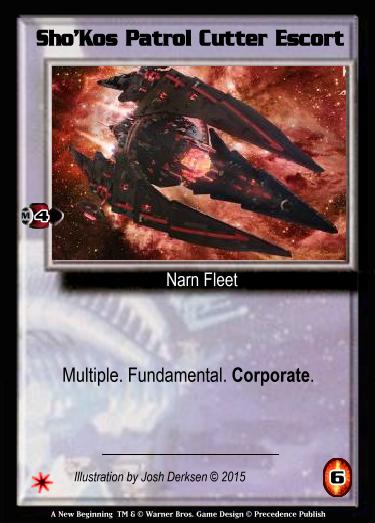 Sho'Kos Patrol Cutter Escort
M 4
Narn Fleet
Multiple. Fundamental. Corporate.
Illustration by Josh Derksen © 2015
6
A New Beginning TM & © Warner Bros. Game Design © Precedence Publish